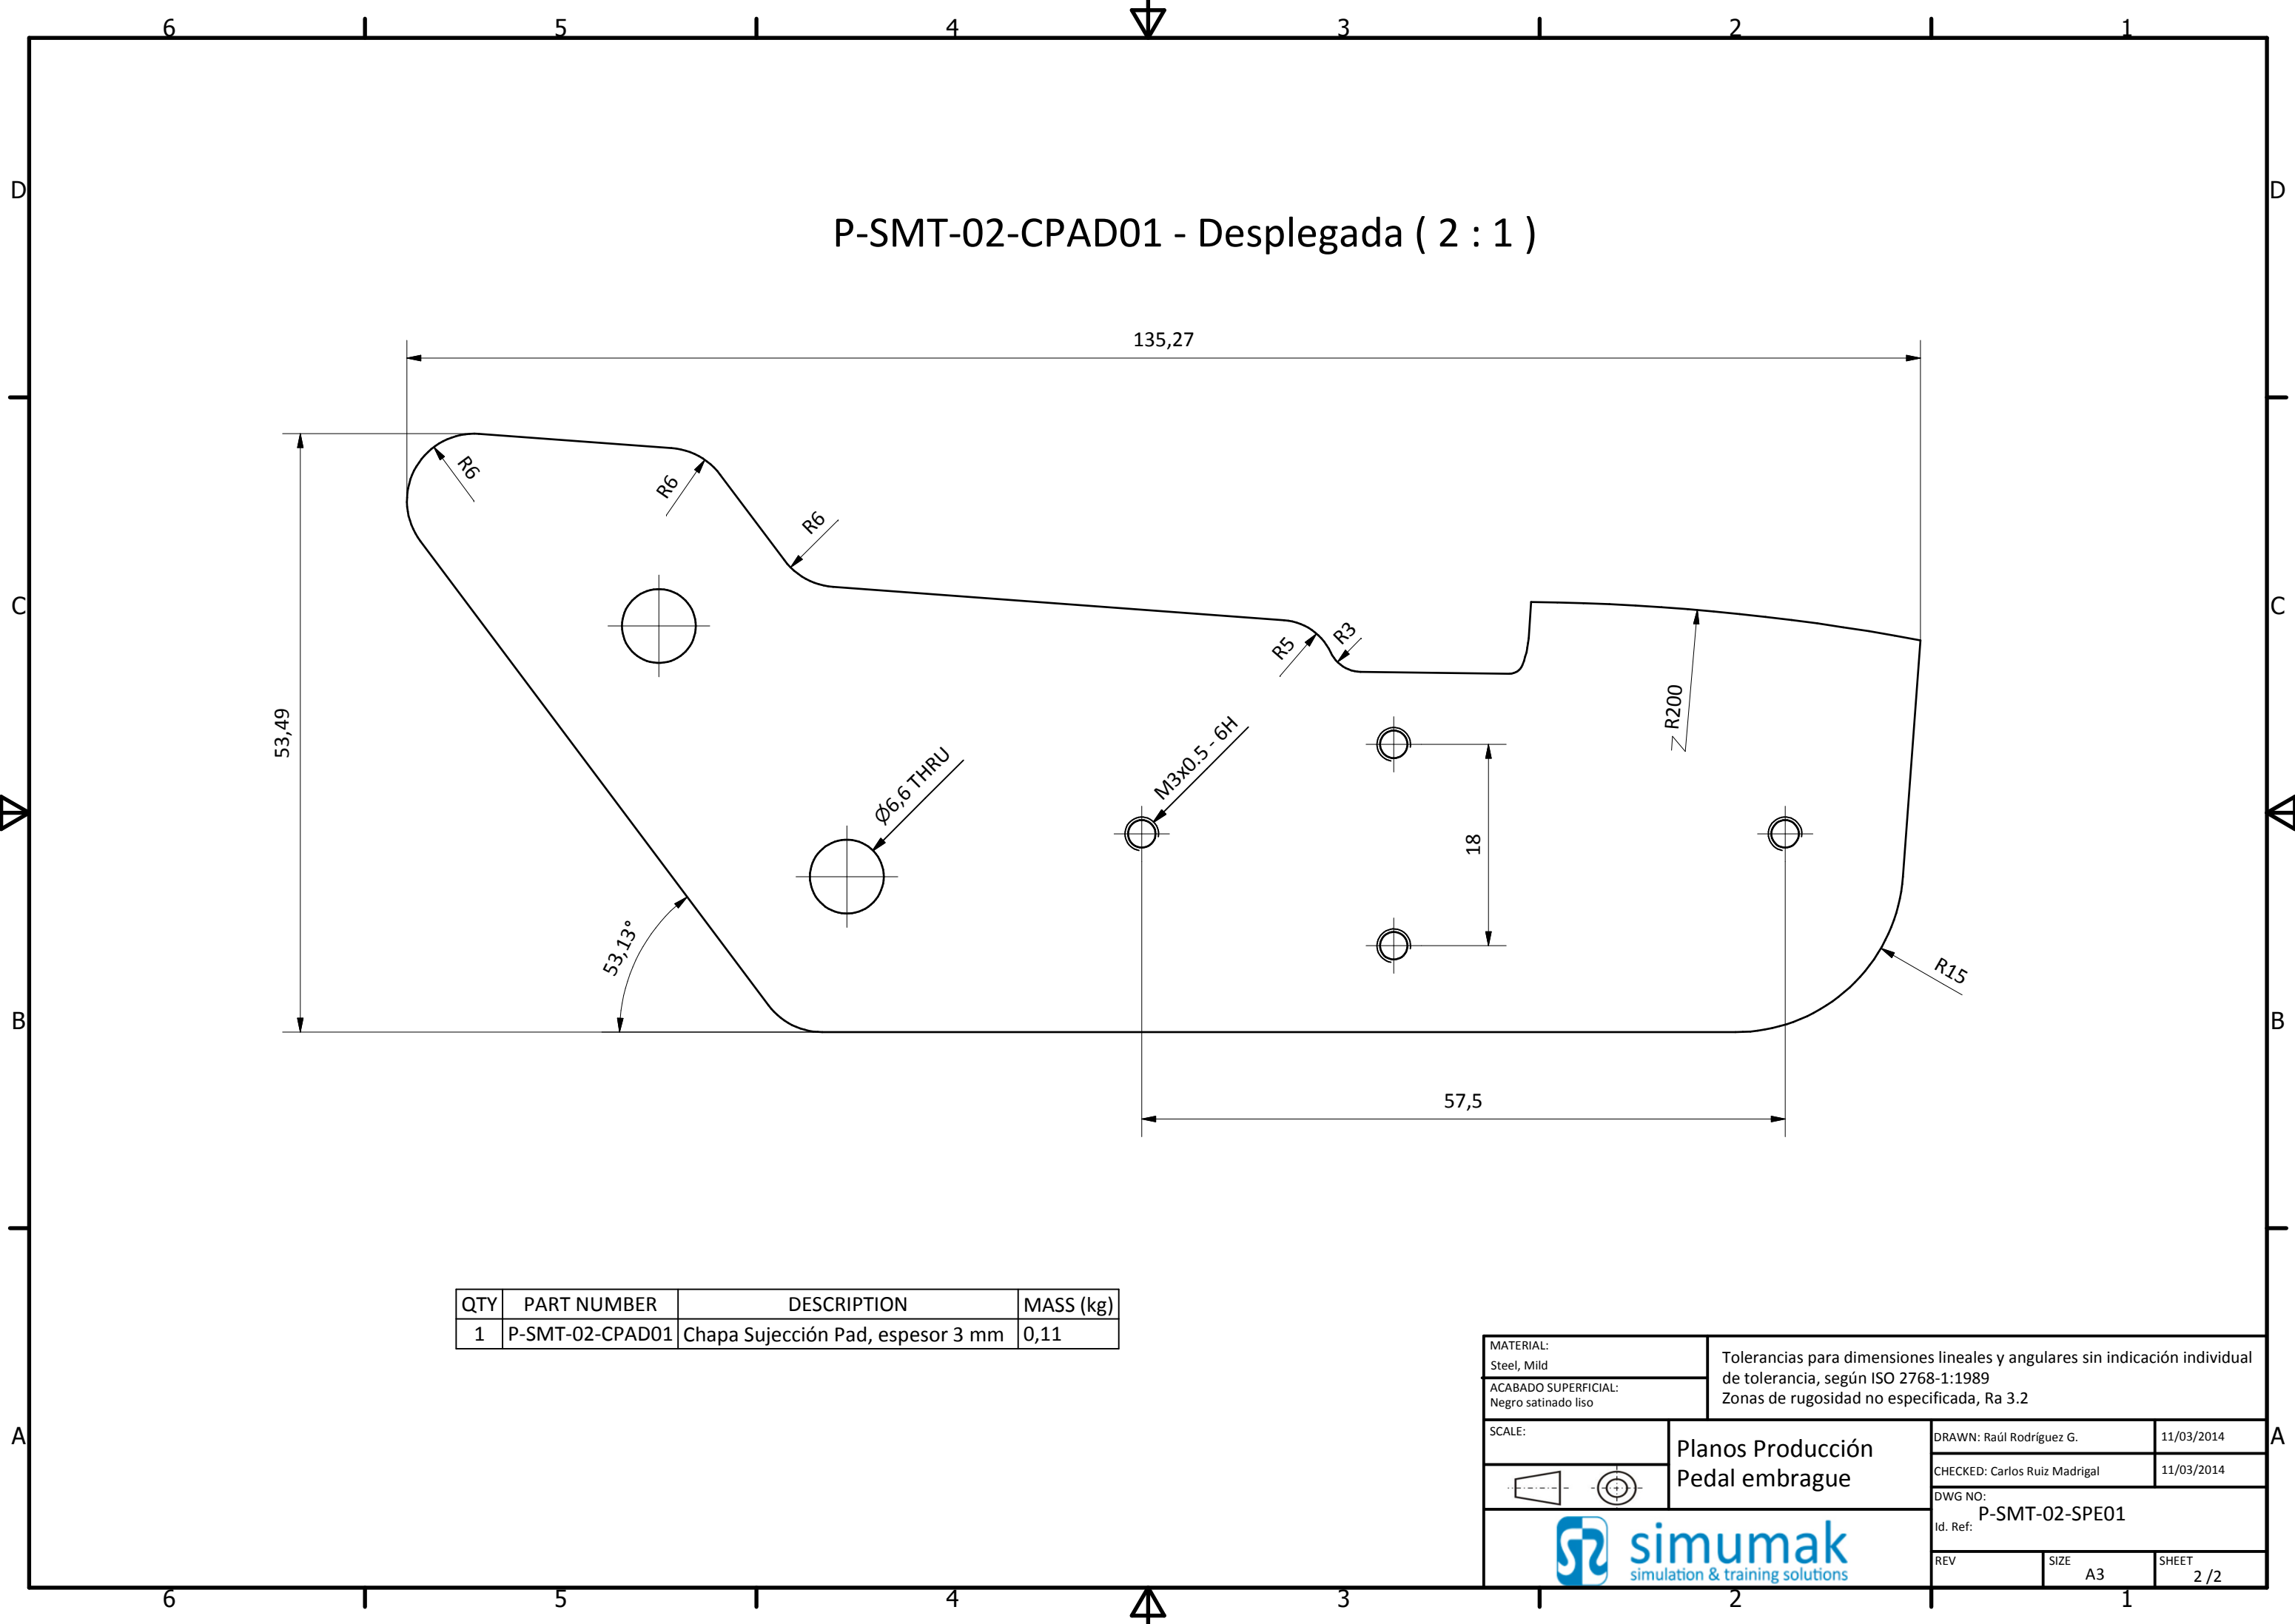 6 5 4 3 2 1
D D
P-SMT-02-CPAD01 - Desplegada ( 2 : 1 )
135,27
R6
R6
R6
C C
R5
R3
R200
53,49
M3x0.5 - 6H
Ø6,6 THRU
18
53,13°
R15
B B
57,5
QTY PART NUMBER DESCRIPTION MASS (kg)
1 P-SMT-02-CPAD01 Chapa Sujección Pad, espesor 3 mm 0,11
MATERIAL:
Steel, Mild
ACABADO SUPERFICIAL:
Negro satinado liso
Tolerancias para dimensiones lineales y angulares sin indicación individual
de tolerancia, según ISO 2768-1:1989
Zonas de rugosidad no especificada, Ra 3.2
A A
SCALE:
Planos Producción
Pedal embrague
DRAWN: Raúl Rodríguez G. 11/03/2014
CHECKED: Carlos Ruiz Madrigal 11/03/2014
DWG NO:
P-SMT-02-SPE01
Id. Ref:
simumak
simulation & training solutions
REV SIZE SHEET
A3 2 /2
6 5 4 3 2 1